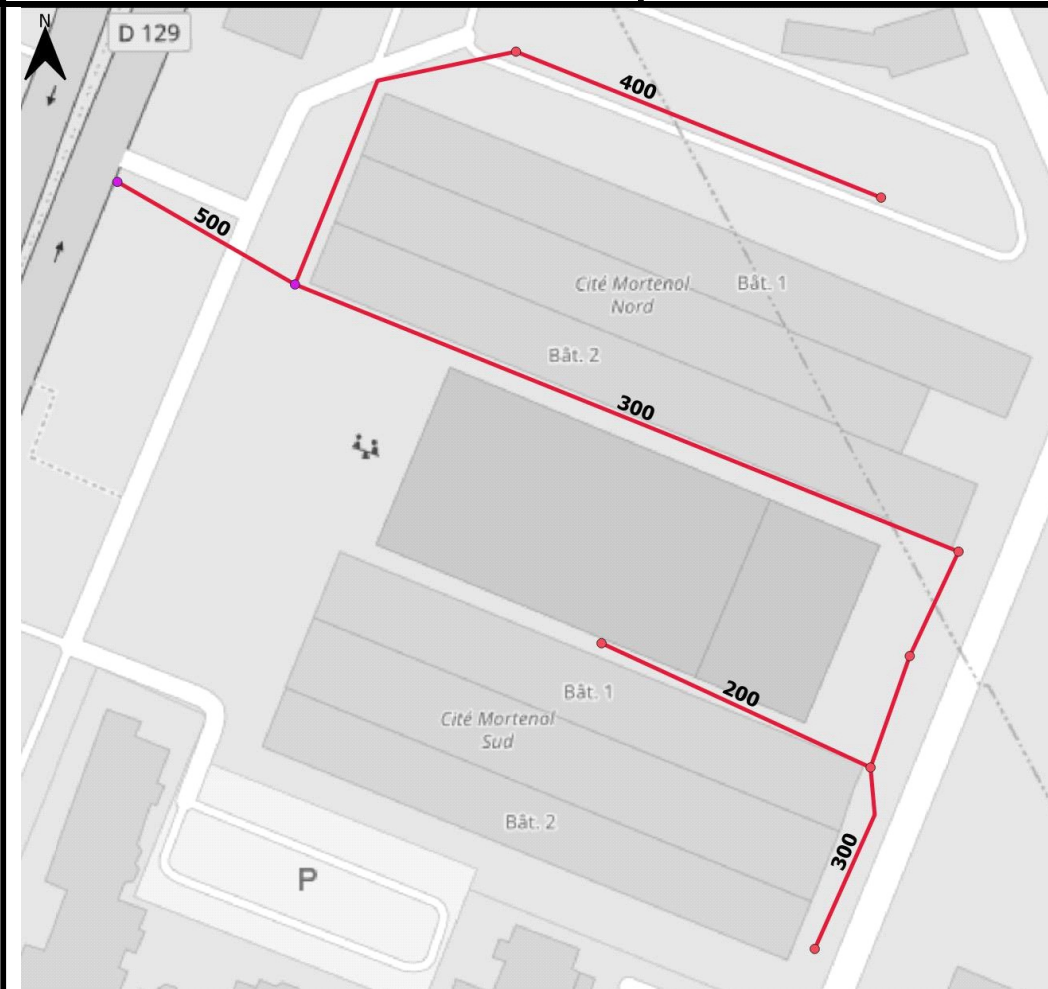 N
D 129
400
500
Cité Mortenol
Nord
Bât. 1
Bât. 2
300
200
Bât. 1
Cité Mortenol
Sud
Bât. 2
300
P